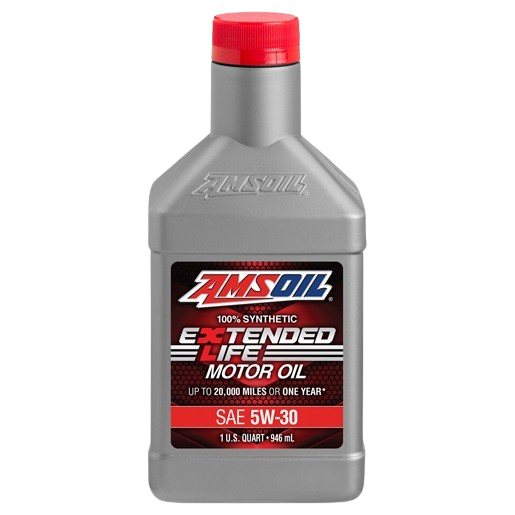 AMSOIL
AMSOIL®
100% SYNTHETIC
EXTENDED
LIFE
MOTOR OIL
UP TO 20,000 MILES OR ONE YEAR*
SAE 5W-30
1 U.S. QUART • 946 mL